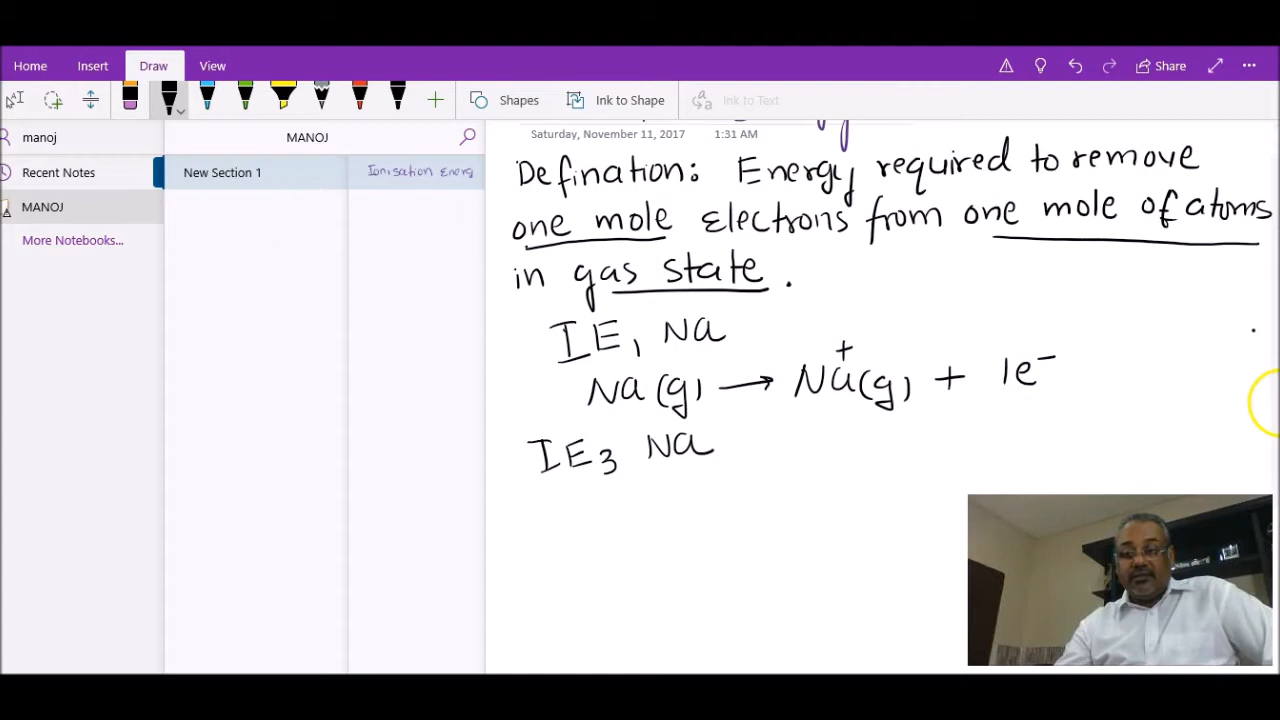 Home Insert Draw View Share
Shapes Ink to Shape Ink to Text
manoj MANOJ
Saturday, November 11, 2017 1:31 AM
Recent Notes New Section 1 Ionisation Energ
MANOJ
More Notebooks...
Defination: Energy required to remove
one mole electrons from one mole of atoms
in gas state.
IE₁ Na
Na(g) → Na⁺(g) + 1e⁻
IE₃ Na